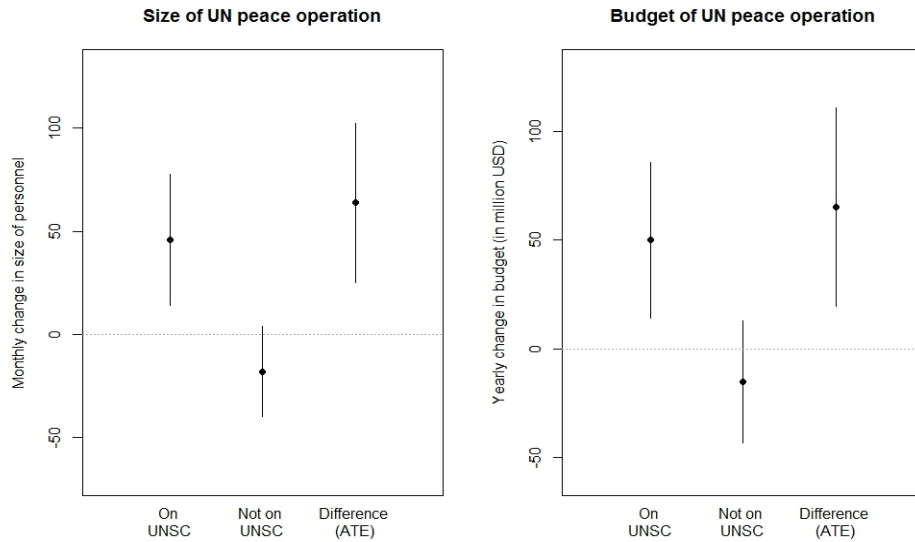 Size of UN peace operation
Monthly change in size of personnel
100
50
0
-50
On
UNSC
Not on
UNSC
Difference
(ATE)
Budget of UN peace operation
Yearly change in budget (in million USD)
100
50
0
-50
On
UNSC
Not on
UNSC
Difference
(ATE)